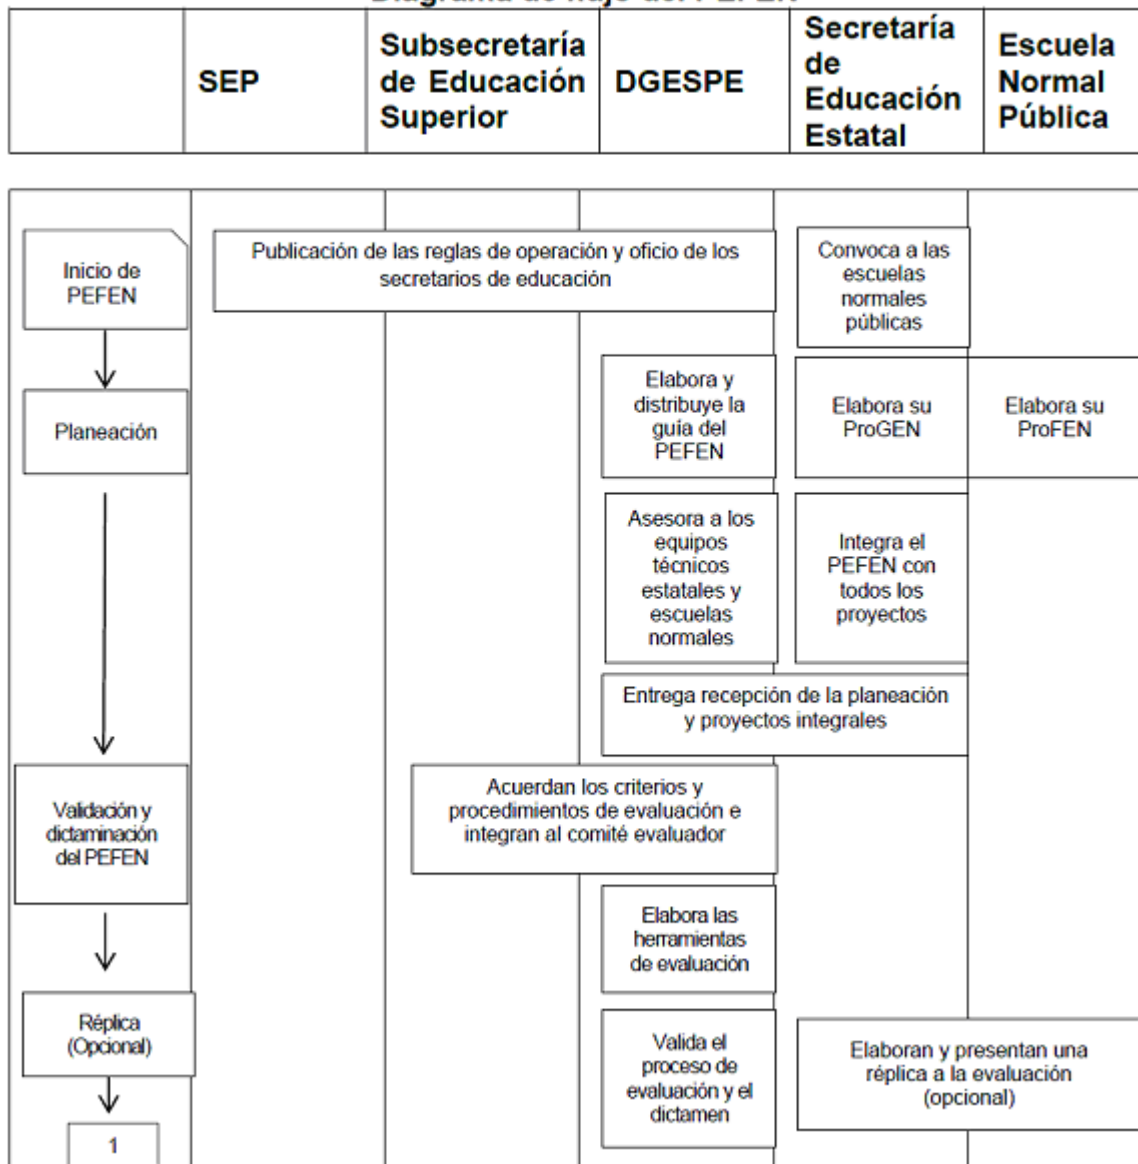 Diagrama de flujo del PEFEN
SEP
Subsecretaría
de Educación
Superior
DGESPE
Secretaría
de
Educación
Estatal
Escuela
Normal
Pública
Inicio de
PEFEN
Publicación de las reglas de operación y oficio de los
secretarios de educación
Convoca a las
escuelas
normales
públicas
Planeación
Elabora y
distribuye la
guía del
PEFEN
Elabora su
ProGEN
Elabora su
ProFEN
Asesora a los
equipos
técnicos
estatales y
escuelas
normales
Integra el
PEFEN con
todos los
proyectos
Entrega recepción de la planeación
y proyectos integrales
Validación y
dictaminación
del PEFEN
Acuerdan los criterios y
procedimientos de evaluación e
integran al comité evaluador
Elabora las
herramientas
de evaluación
Réplica
(Opcional)
Valida el
proceso de
evaluación y el
dictamen
Elaboran y presentan una
réplica a la evaluación
(opcional)
1